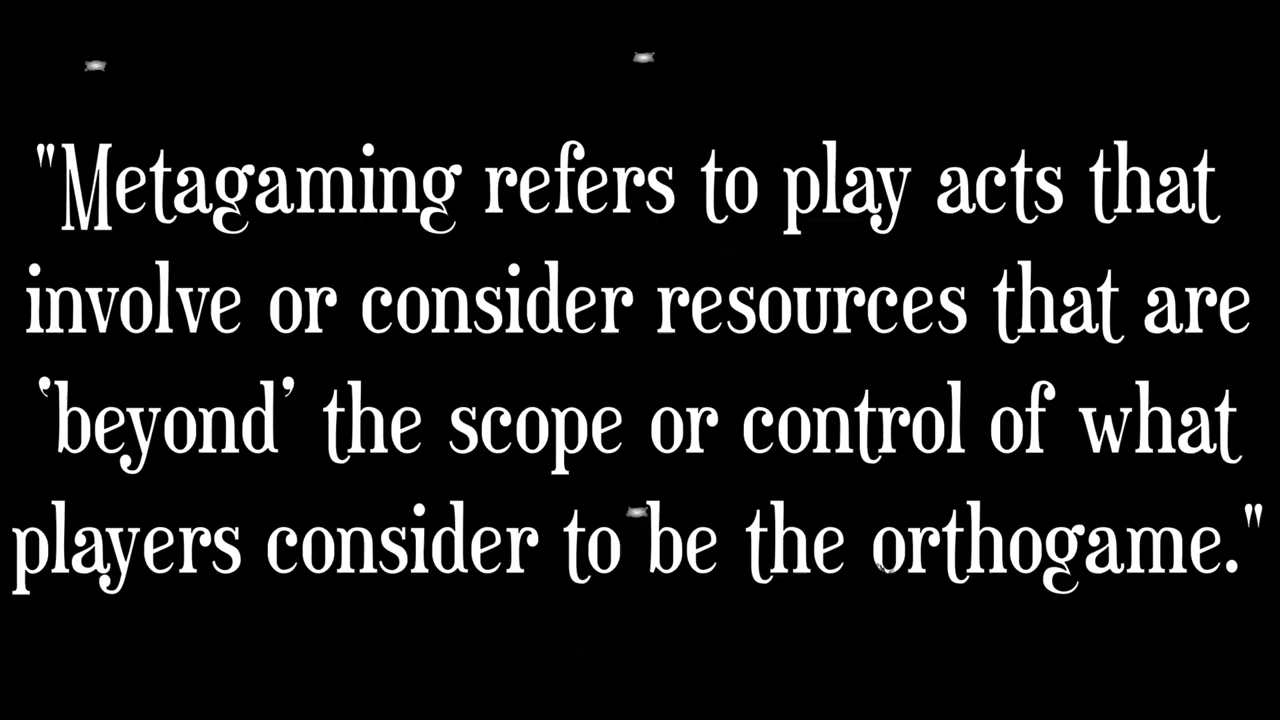 "Metagaming refers to play acts that
involve or consider resources that are
‘beyond’ the scope or control of what
players consider to be the orthogame."